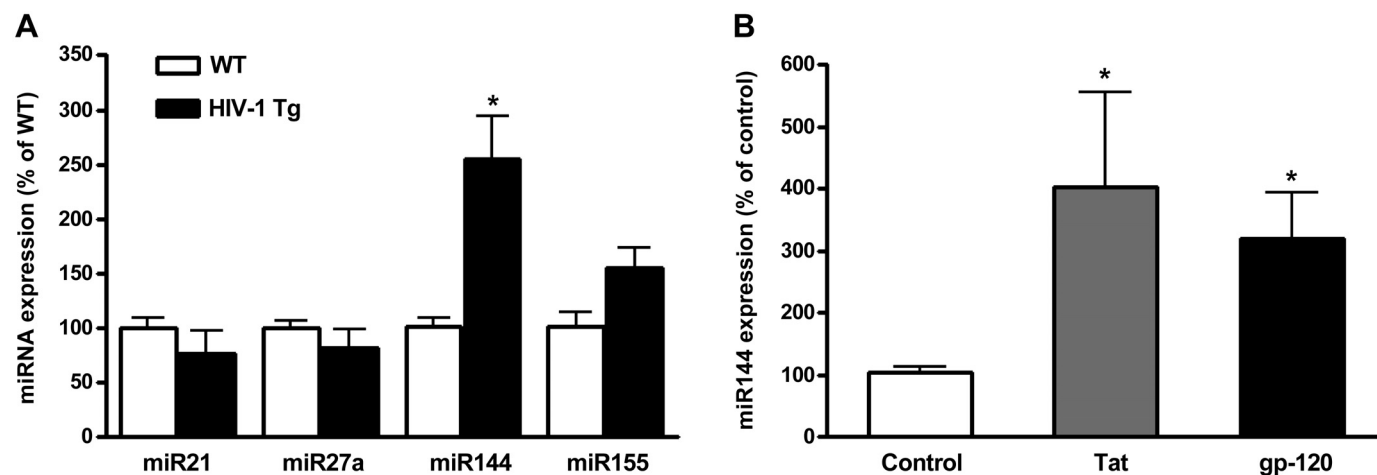 A
miRNA expression (% of WT)
350
300
250
200
150
100
50
0
WT
HIV-1 Tg
*
miR21 miR27a miR144 miR155
B
miR144 expression (% of control)
600
500
400
300
200
100
0
*
*
Control Tat gp-120